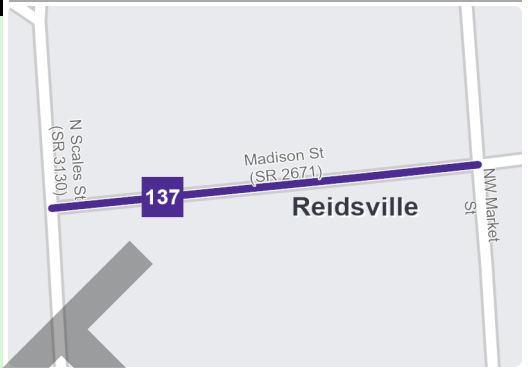 N Scales St
(SR 3130)
137
Madison St
(SR 2671)
Reidsville
NW Market
St